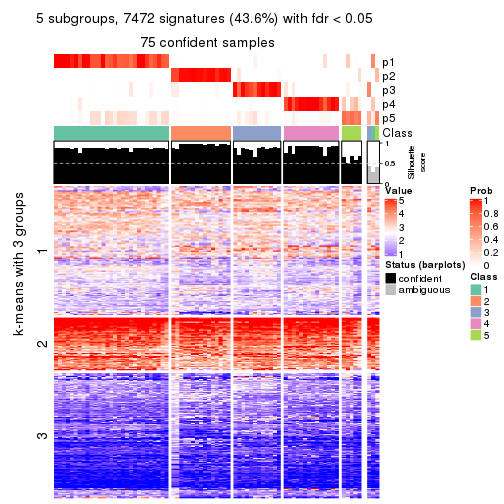 5 subgroups, 7472 signatures (43.6%) with fdr < 0.05
75 confident samples
p1
p2
p3
p4
p5
Class
1
0.5
0
Silhouette
score
k-means with 3 groups
1
2
3
Value
5
4
3
2
1
Status (barplots)
confident
ambiguous
Prob
1
0.8
0.6
0.4
0.2
0
Class
1
2
3
4
5